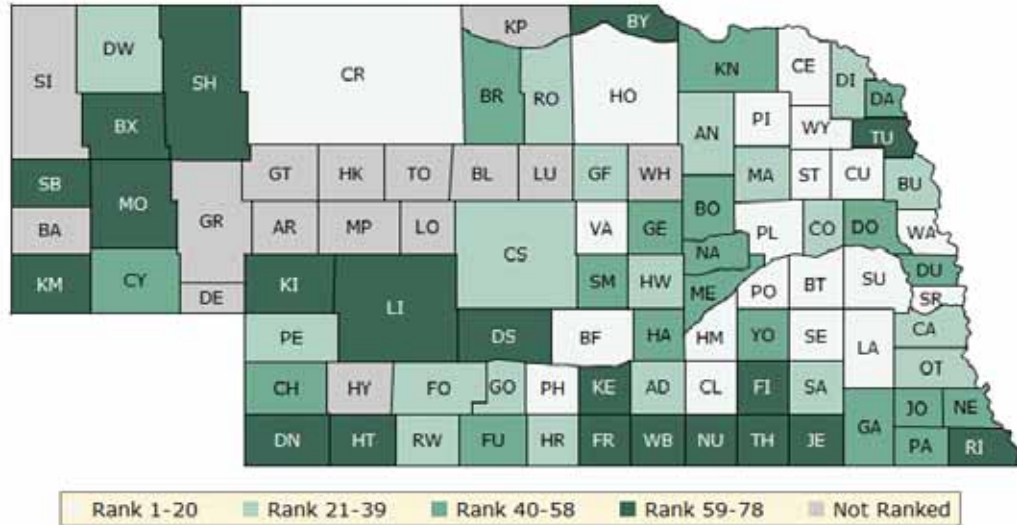 KP BY
DW CE
SI SH CR BR RO HO KN DI DA
BX AN PI WY TU
SB MO GT HK TO BL LU GF WH MA ST CU BU
BA GR AR MP LO CS VA GE BO PL CO DO WA
KM CY KI LI SM HW NA ME PO BT SU DU
DE SR
PE DS BF HA HM YO SE LA CA
CH HY FO GO PH KE AD CL FI SA OT
DN HT RW FU HR FR WB NU TH JE GA JO NE
PA RI
Rank 1-20 Rank 21-39 Rank 40-58 Rank 59-78 Not Ranked